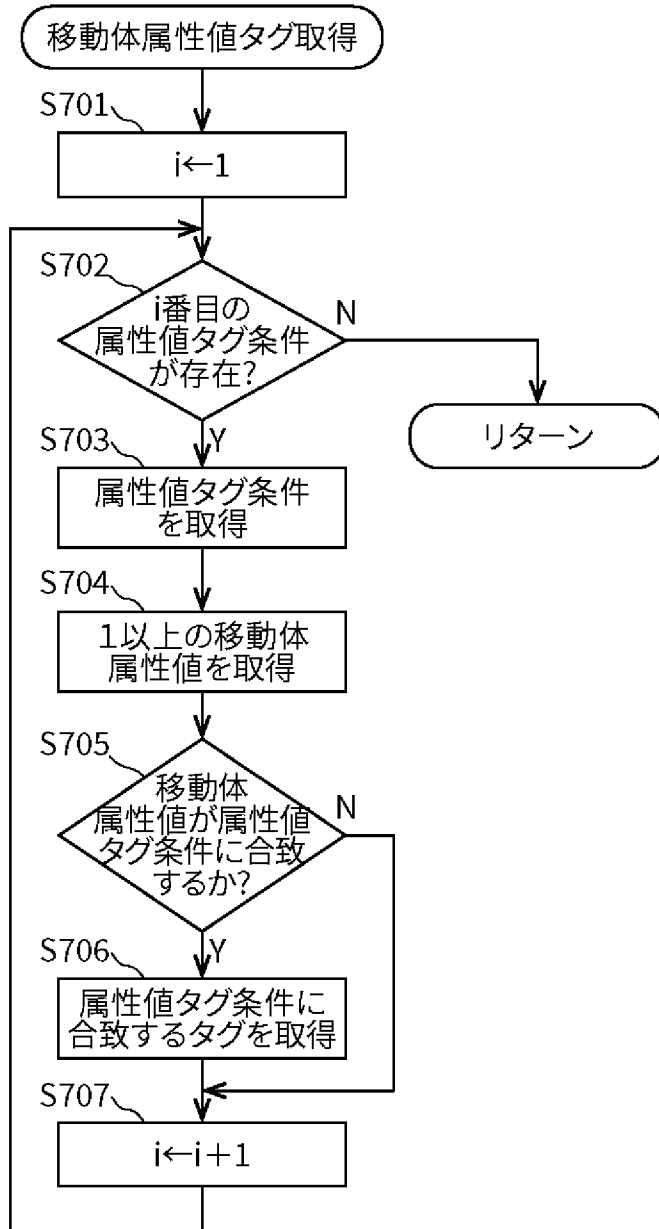 移動体属性値タグ取得
S701
i←1
S702
i番目の
属性値タグ条件
が存在?
N
リターン
Y
S703
属性値タグ条件
を取得
S704
1以上の移動体
属性値を取得
S705
移動体
属性値が属性値
タグ条件に合致
するか?
N
Y
S706
属性値タグ条件に
合致するタグを取得
S707
i←i+1